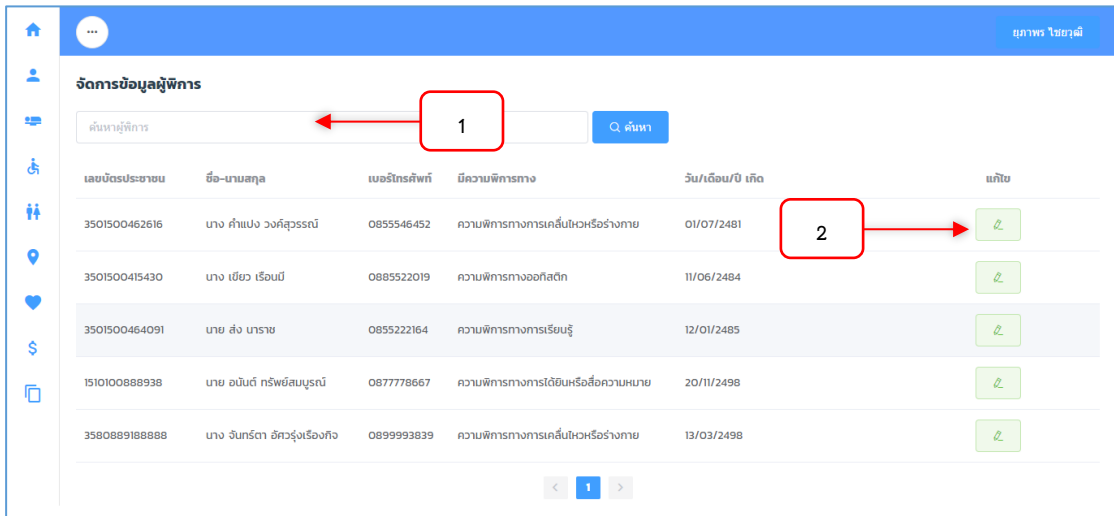 ...
ยุภาพร ไชยวุฒิ
จัดการข้อมูลผู้พิการ
ค้นหาผู้พิการ
1
ค้นหา
เลขบัตรประชาชน ชื่อ-นามสกุล เบอร์โทรศัพท์ มีความพิการทาง วัน/เดือน/ปี เกิด แก้ไข
3501500462616 นาง คำแปง วงค์สุวรรณ์ 0855546452 ความพิการทางการเคลื่อนไหวหรือร่างกาย 01/07/2481
2
3501500415430 นาง เขียว เรือนมี 0885522019 ความพิการทางออทิสติก 11/06/2484
3501500464091 นาย ส่ง นาราช 0855222164 ความพิการทางการเรียนรู้ 12/01/2485
1510100888938 นาย อนันต์ ทรัพย์สมบูรณ์ 0877778667 ความพิการทางการได้ยินหรือสื่อความหมาย 20/11/2498
3580889188888 นาง จันทร์ตา อัศวรุ่งเรืองกิจ 0899993839 ความพิการทางการเคลื่อนไหวหรือร่างกาย 13/03/2498
< 1 >